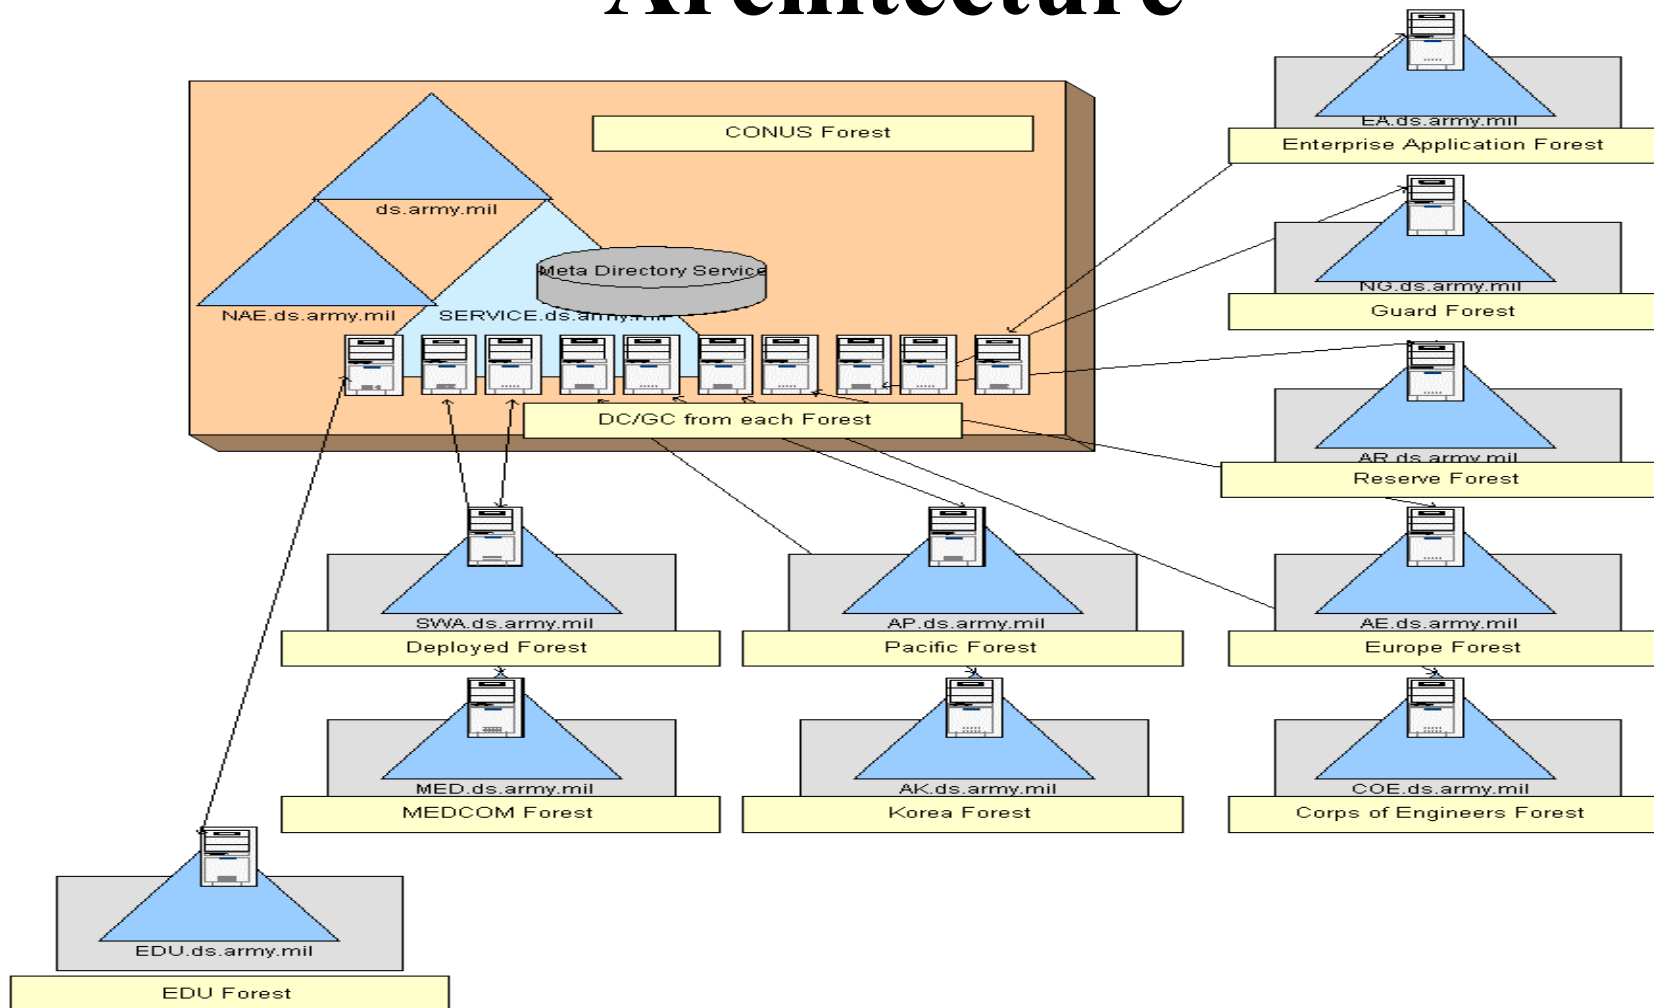 Architecture
CONUS Forest
ds.army.mil
Meta Directory Service
NAE.ds.army.mil
SERVICE.ds.army.mil
DC/GC from each Forest
EA.ds.army.mil
Enterprise Application Forest
NG.ds.army.mil
Guard Forest
AR.ds.army.mil
Reserve Forest
SWA.ds.army.mil
Deployed Forest
AP.ds.army.mil
Pacific Forest
AE.ds.army.mil
Europe Forest
MED.ds.army.mil
MEDCOM Forest
AK.ds.army.mil
Korea Forest
COE.ds.army.mil
Corps of Engineers Forest
EDU.ds.army.mil
EDU Forest